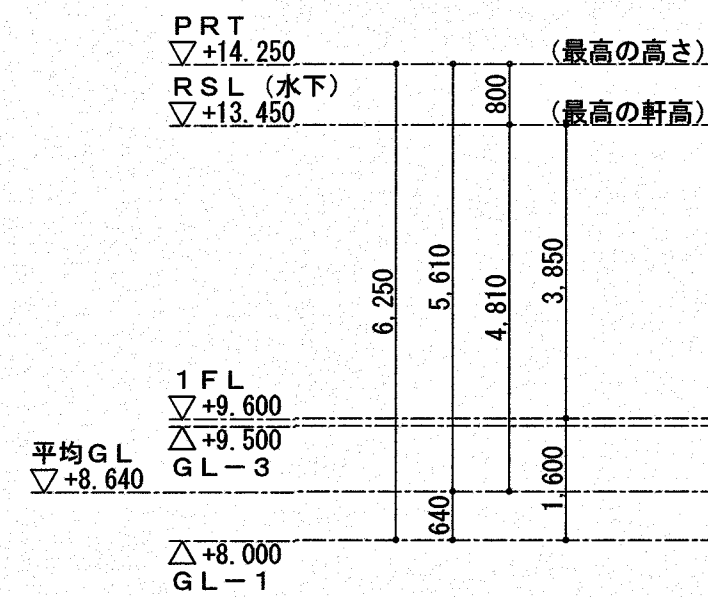 PRT
▽+14.250
(最高の高さ)
RSL (水下)
▽+13.450
800
(最高の軒高)
6,250
5,610
4,810
3,850
1FL
▽+9.600
△+9.500
GL-3
平均GL
▽+8.640
1,600
640
△+8.000
GL-1